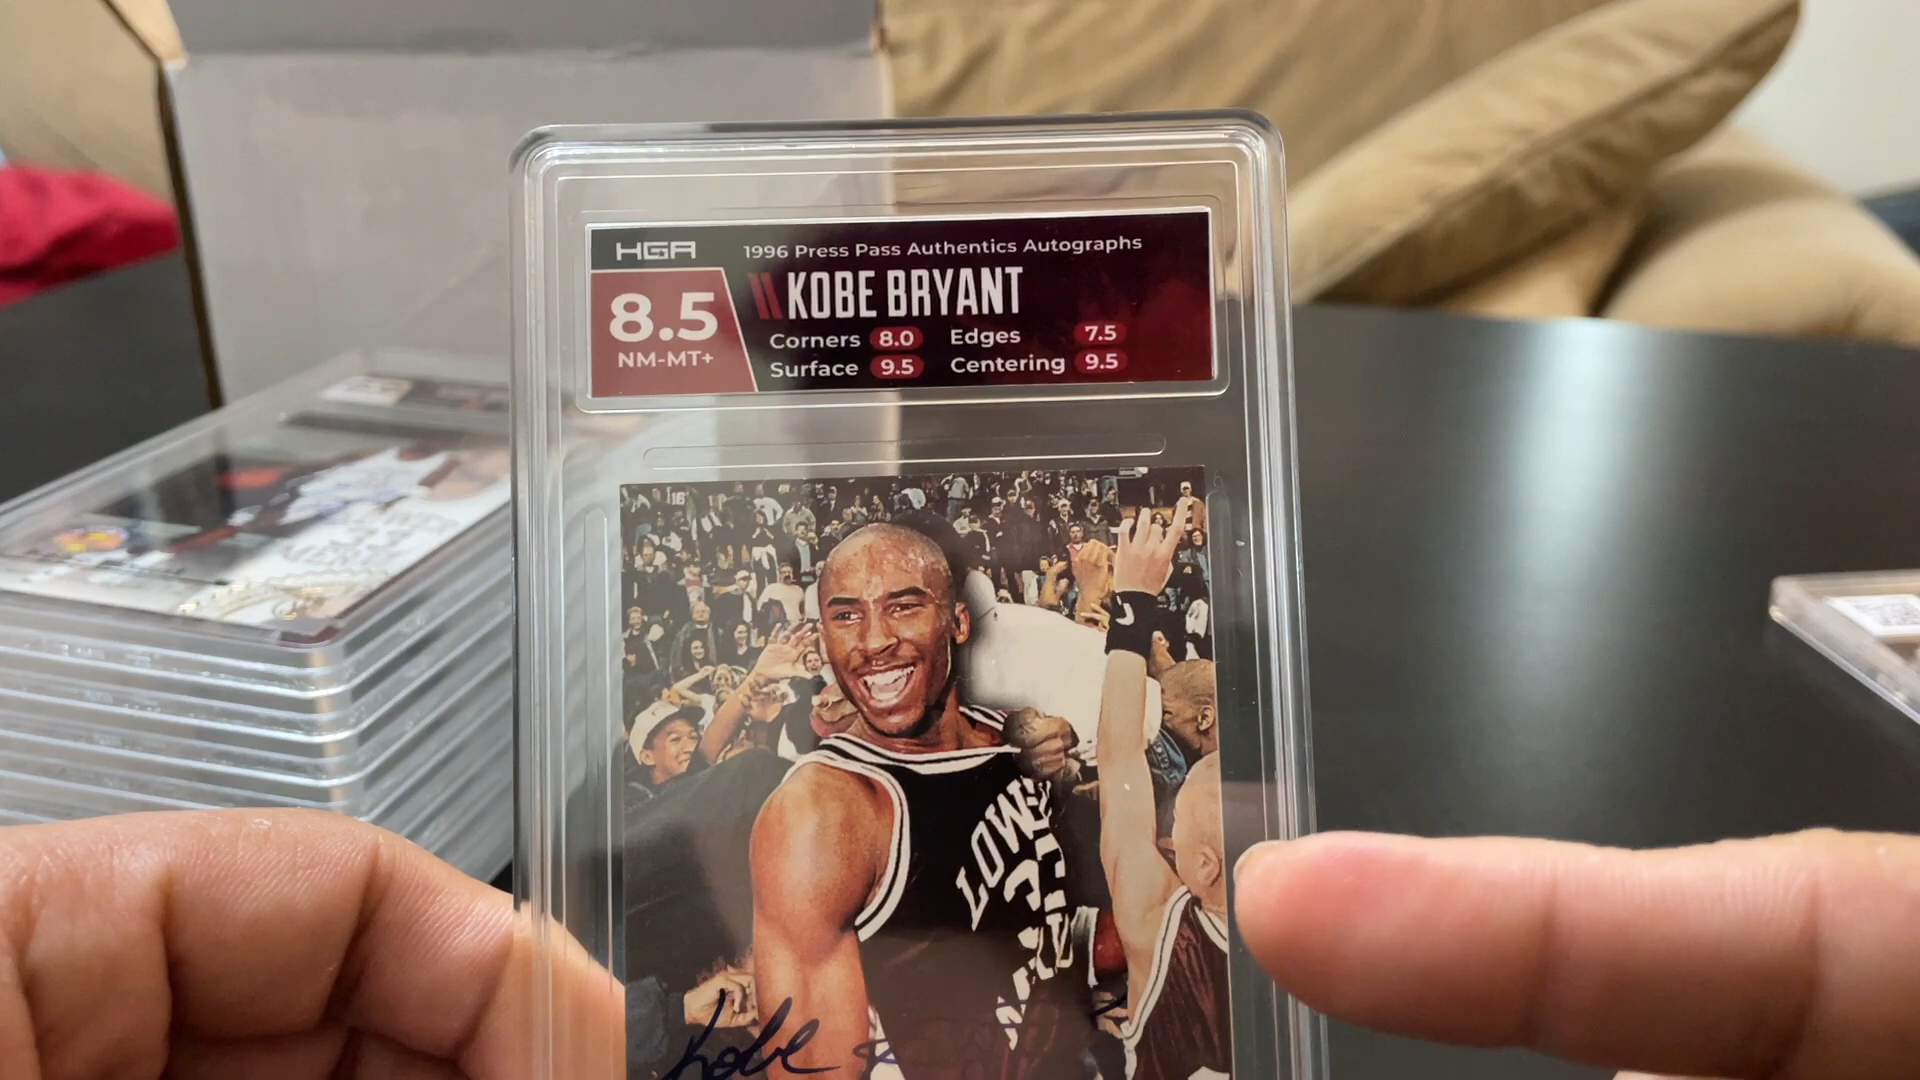 HGA
1996 Press Pass Authentics Autographs
8.5
NM-MT+
KOBE BRYANT
Corners 8.0 Edges 7.5
Surface 9.5 Centering 9.5
LOWE
33
Kobe